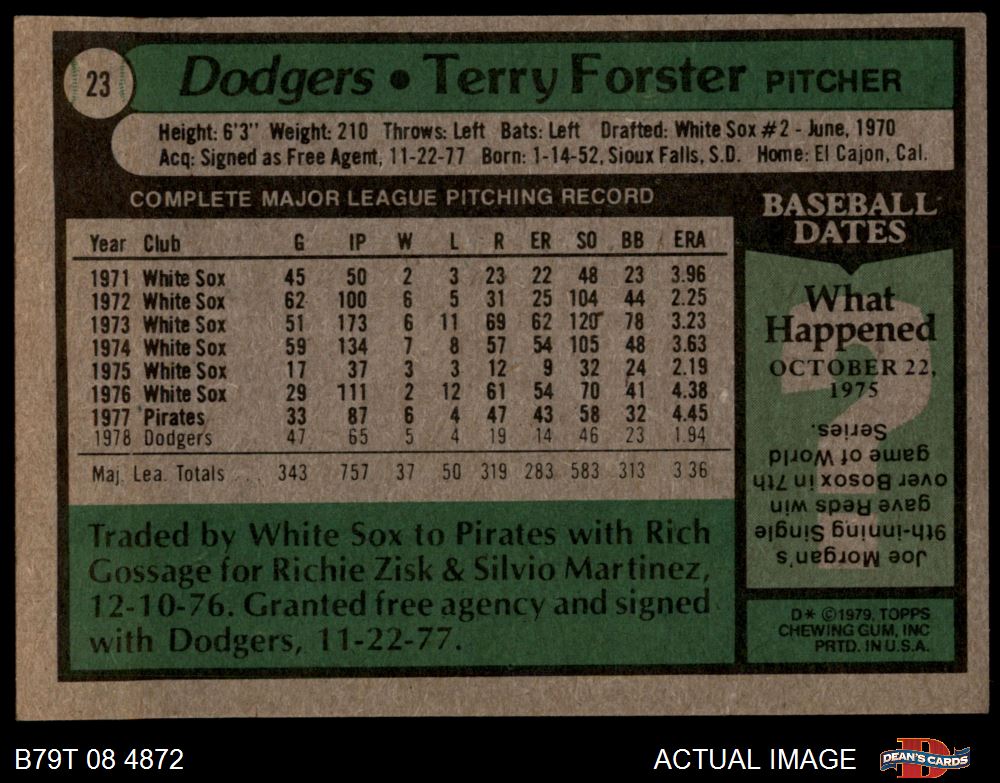 23
Dodgers • Terry Forster PITCHER
Height: 6'3" Weight: 210 Throws: Left Bats: Left Drafted: White Sox #2 - June, 1970
Acq: Signed as Free Agent, 11-22-77 Born: 1-14-52, Sioux Falls, S.D. Home: El Cajon, Cal.
COMPLETE MAJOR LEAGUE PITCHING RECORD
Year Club G IP W L R ER SO BB ERA
1971 White Sox 45 50 2 3 23 22 48 23 3.96
1972 White Sox 62 100 6 5 31 25 104 44 2.25
1973 White Sox 51 173 6 11 69 62 120 78 3.23
1974 White Sox 59 134 7 8 57 54 105 48 3.63
1975 White Sox 17 37 3 3 12 9 32 24 2.19
1976 White Sox 29 111 2 12 61 54 70 41 4.38
1977 Pirates 33 87 6 4 47 43 58 32 4.45
1978 Dodgers 47 65 5 4 19 14 46 23 1.94
Maj. Lea. Totals 343 757 37 50 319 283 583 313 3 36
Traded by White Sox to Pirates with Rich
Gossage for Richie Zisk & Silvio Martinez,
12-10-76. Granted free agency and signed
with Dodgers, 11-22-77.
BASEBALL
DATES
What
Happened
OCTOBER 22,
1975
Joe Morgan's
9th-inning Single
gave Reds win
over Bosox in 7th
game of World
Series.
D* ©1979, TOPPS
CHEWING GUM, INC
PRTD. IN U.S.A.
B79T 08 4872
ACTUAL IMAGE
DEAN'S CARDS